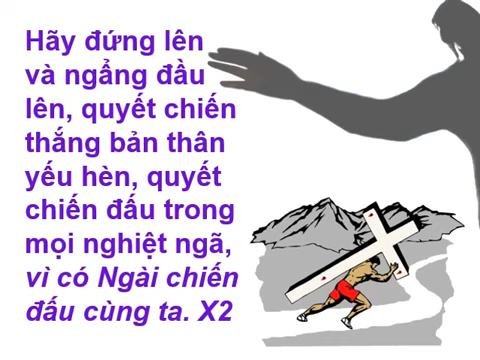 Hãy đứng lên
và ngẩng đầu
lên, quyết chiến
thắng bản thân
yếu hèn, quyết
chiến đấu trong
mọi nghiệt ngã,
vì có Ngài chiến
đấu cùng ta. X2